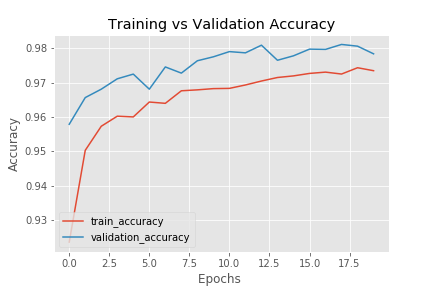 Training vs Validation Accuracy
Accuracy
0.98
0.97
0.96
0.95
0.94
0.93
train_accuracy
validation_accuracy
0.0 2.5 5.0 7.5 10.0 12.5 15.0 17.5
Epochs